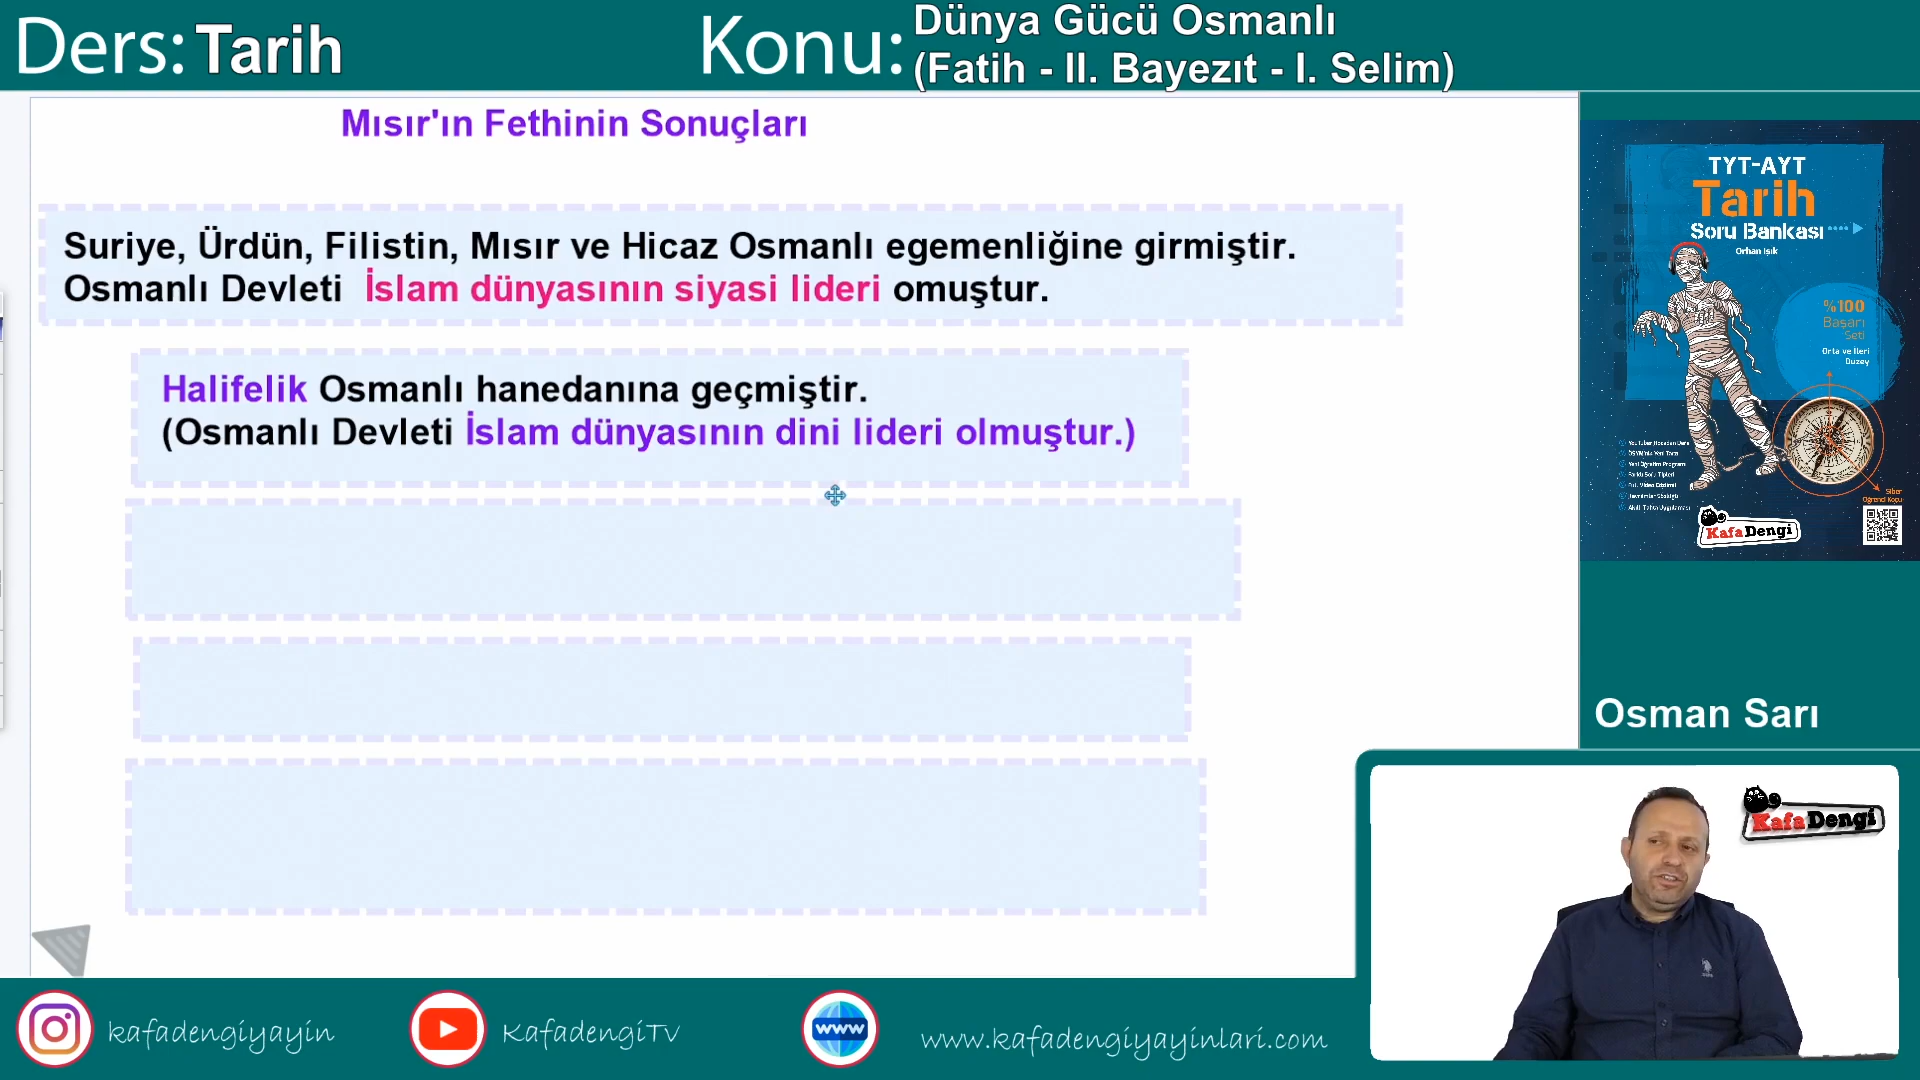 Ders: Tarih
Konu: Dünya Gücü Osmanlı
(Fatih - II. Bayezıt - I. Selim)
Mısır'ın Fethinin Sonuçları
Suriye, Ürdün, Filistin, Mısır ve Hicaz Osmanlı egemenliğine girmiştir.
Osmanlı Devleti İslam dünyasının siyasi lideri omuştur.
Halifelik Osmanlı hanedanına geçmiştir.
(Osmanlı Devleti İslam dünyasının dini lideri olmuştur.)
TYT-AYT
Tarih
Soru Bankası
Orhan Işık
%100
Başarı
Seti
Orta ve İleri
Düzey
KafaDengi
Osman Sarı
KafaDengi
kafadengiyayin
KafadengiTV
www
www.kafadengiyayinlari.com